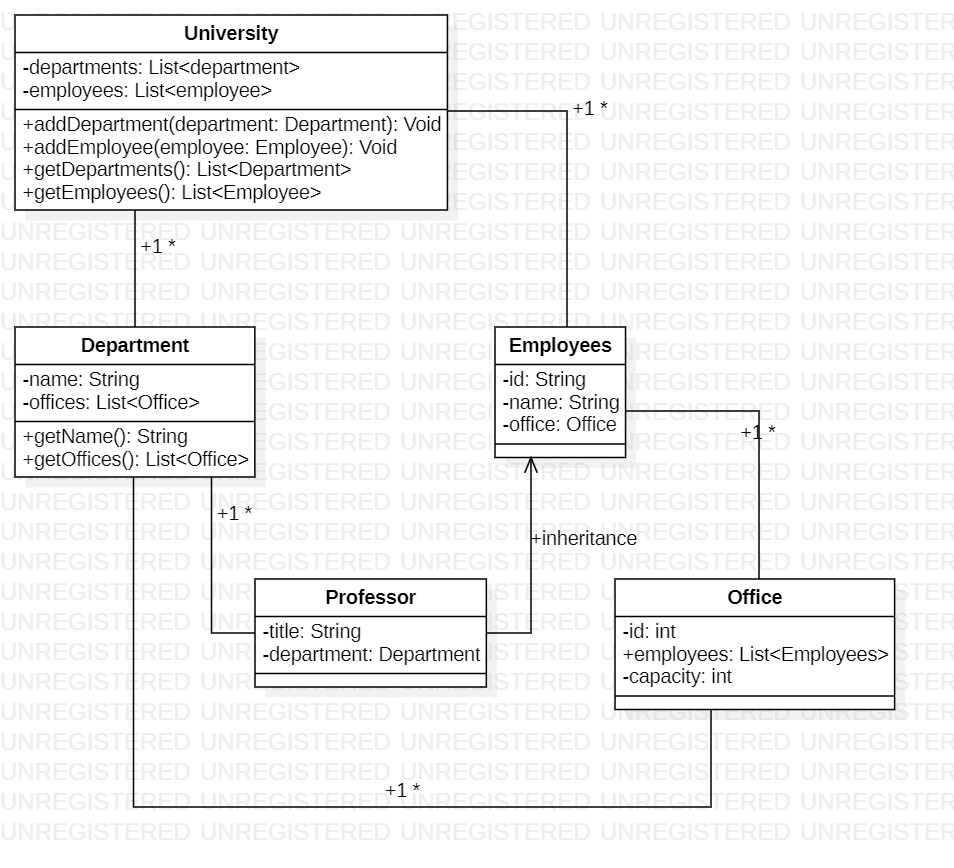 University
-departments: List<department>
-employees: List<employee>
+addDepartment(department: Department): Void
+addEmployee(employee: Employee): Void
+getDepartments(): List<Department>
+getEmployees(): List<Employee>
+1 *
+1 *
Department
-name: String
-offices: List<Office>
+getName(): String
+getOffices(): List<Office>
Employees
-id: String
-name: String
-office: Office
+1 *
+1 *
+inheritance
Professor
-title: String
-department: Department
Office
-id: int
+employees: List<Employees>
-capacity: int
+1 *
UNREGISTERED